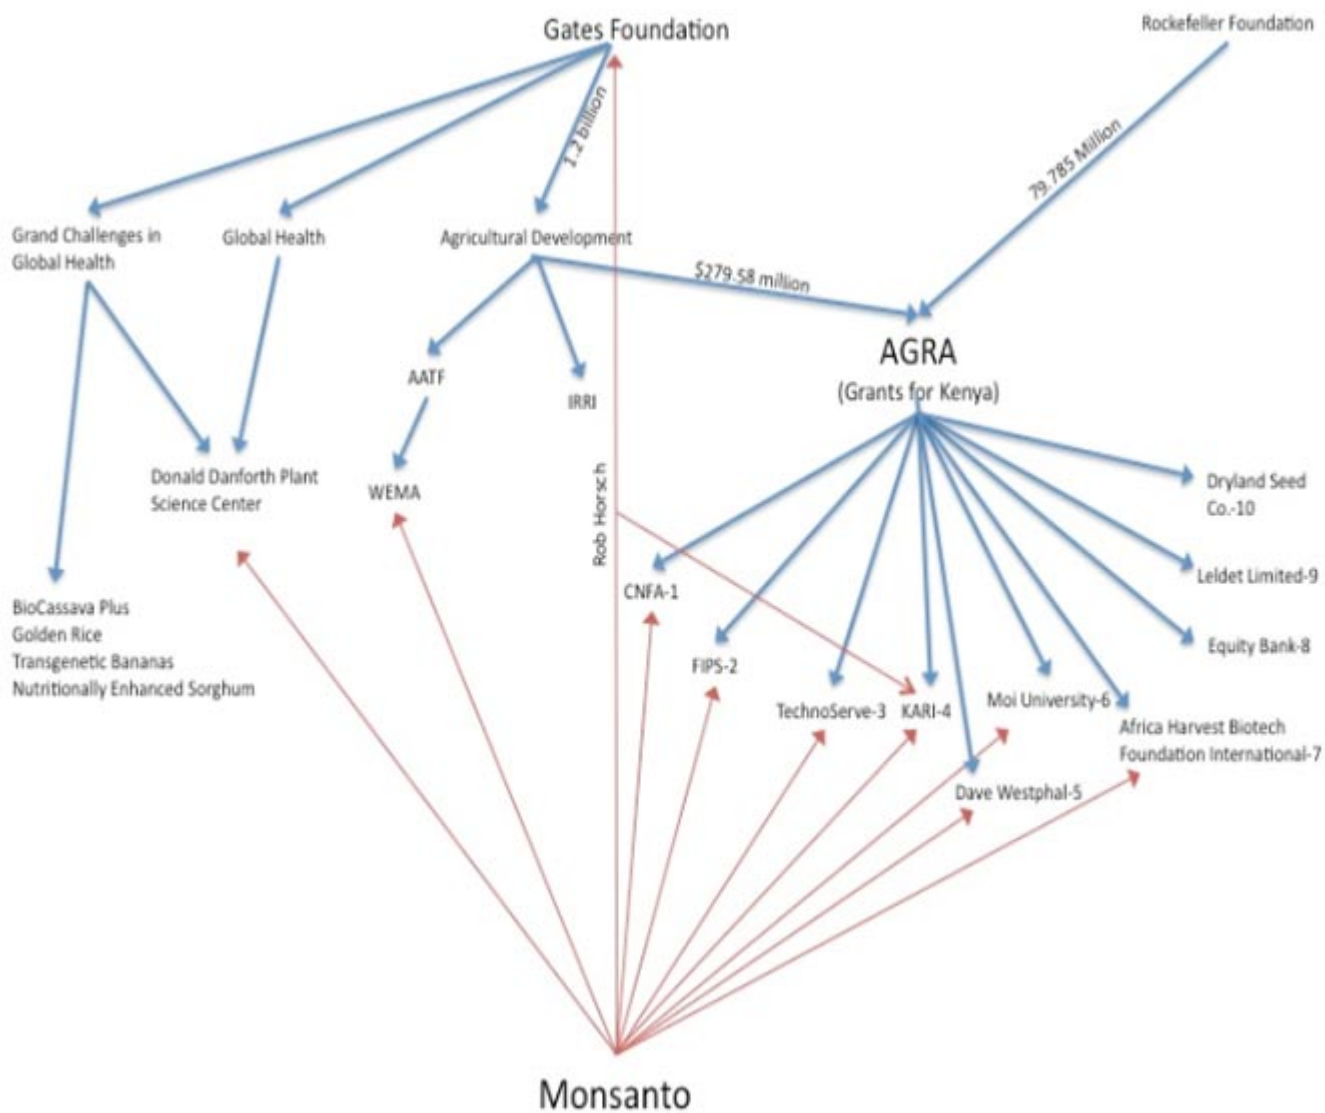 Gates Foundation
Rockefeller Foundation
1.2 billion
79.785 Million
Grand Challenges in
Global Health
Global Health
Agricultural Development
$279.58 million
AGRA
(Grants for Kenya)
AATF
IRRI
Donald Danforth Plant
Science Center
WEMA
Rob Horsch
Dryland Seed
Co.-10
Leldet Limited-9
CNFA-1
BioCassava Plus
Golden Rice
Transgenetic Bananas
Nutritionally Enhanced Sorghum
Equity Bank-8
FIPS-2
TechnoServe-3
KARI-4
Moi University-6
Africa Harvest Biotech
Foundation International-7
Dave Westphal-5
Monsanto